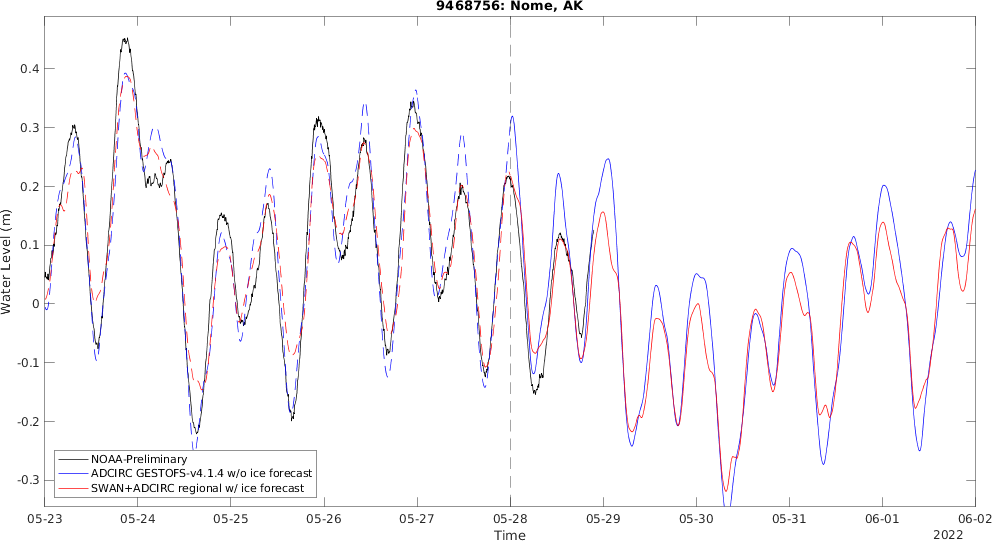 9468756: Nome, AK
Water Level (m)
0.4
0.3
0.2
0.1
0
-0.1
-0.2
-0.3
NOAA-Preliminary
ADCIRC GESTOFS-v4.1.4 w/o ice forecast
SWAN+ADCIRC regional w/ ice forecast
05-23 05-24 05-25 05-26 05-27 05-28 05-29 05-30 05-31 06-01 06-02
Time
2022